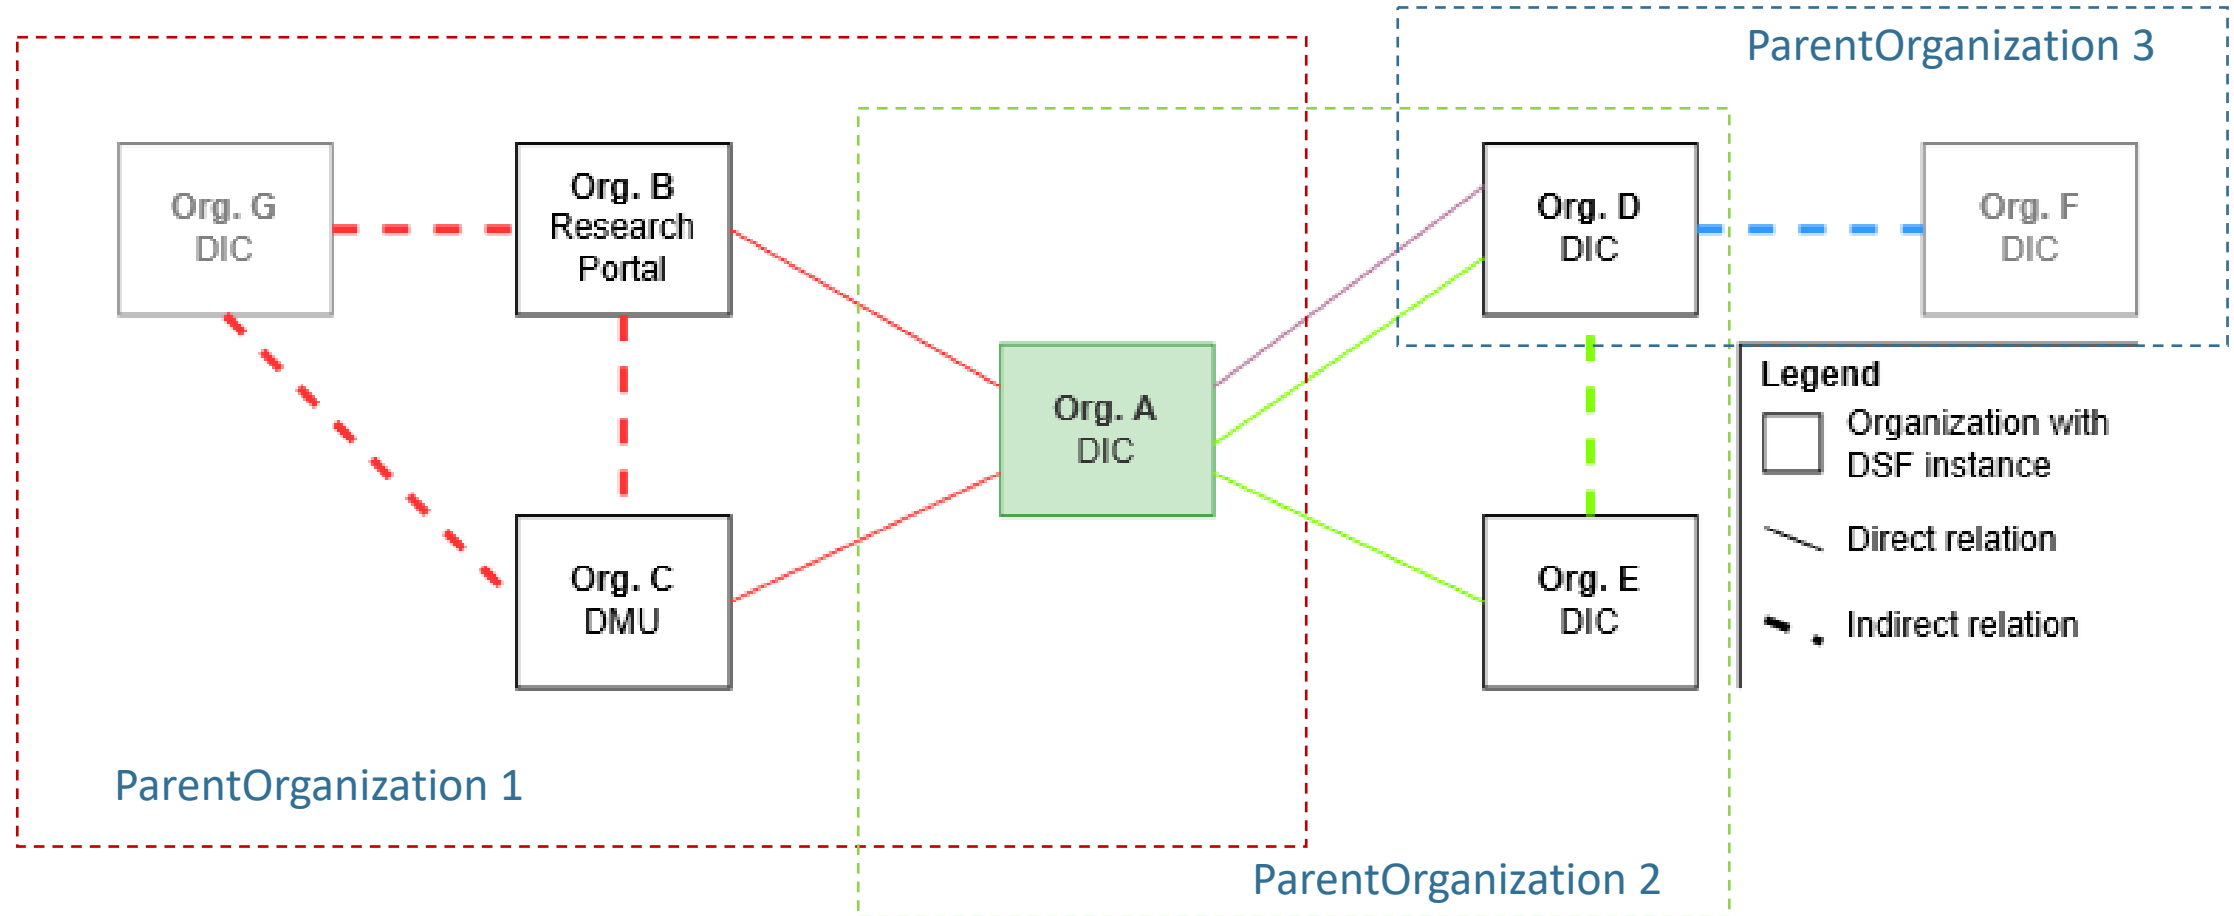 ParentOrganization 3
Org. G
DIC
Org. B
Research
Portal
Org. D
DIC
Org. F
DIC
Org. A
DIC
Legend
Organization with
DSF instance
Direct relation
Indirect relation
Org. C
DMU
Org. E
DIC
ParentOrganization 1
ParentOrganization 2